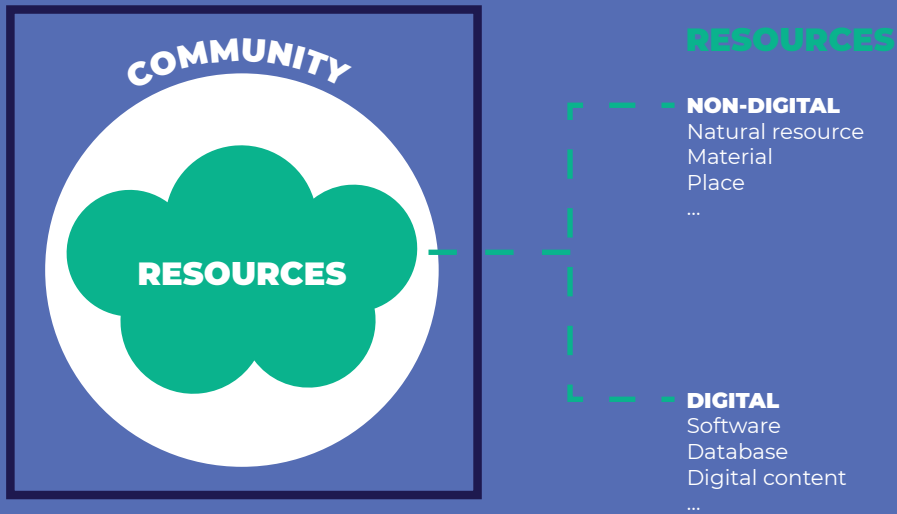 COMMUNITY
RESOURCES
RESOURCES
NON-DIGITAL
Natural resource
Material
Place
...
DIGITAL
Software
Database
Digital content
...